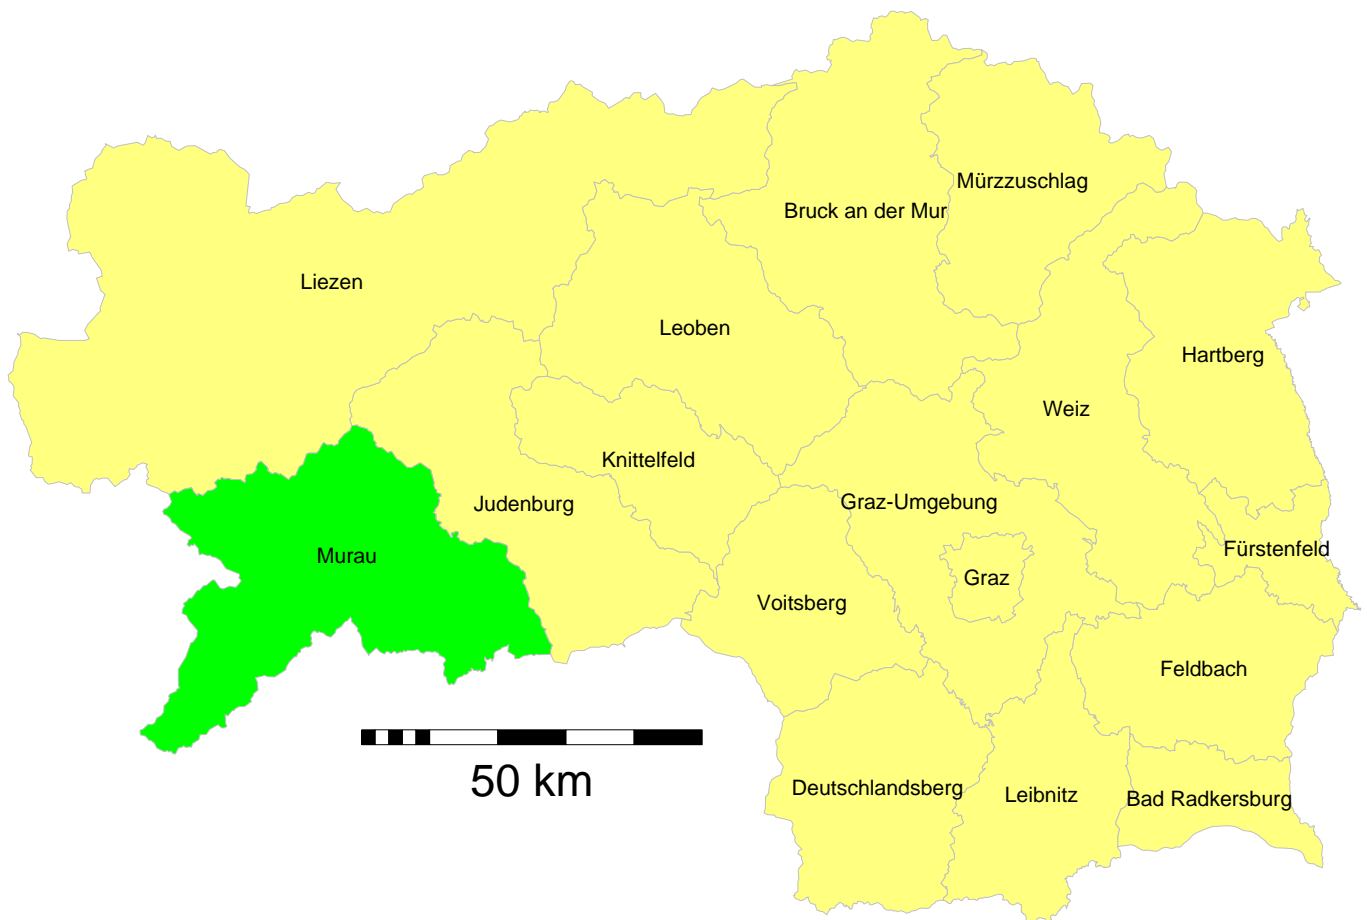 Mürzzuschlag
Bruck an der Mur
Liezen
Leoben
Hartberg
Weiz
Knittelfeld
Graz-Umgebung
Judenburg
Fürstenfeld
Murau
Graz
Voitsberg
Feldbach
50 km
Deutschlandsberg
Leibnitz
Bad Radkersburg